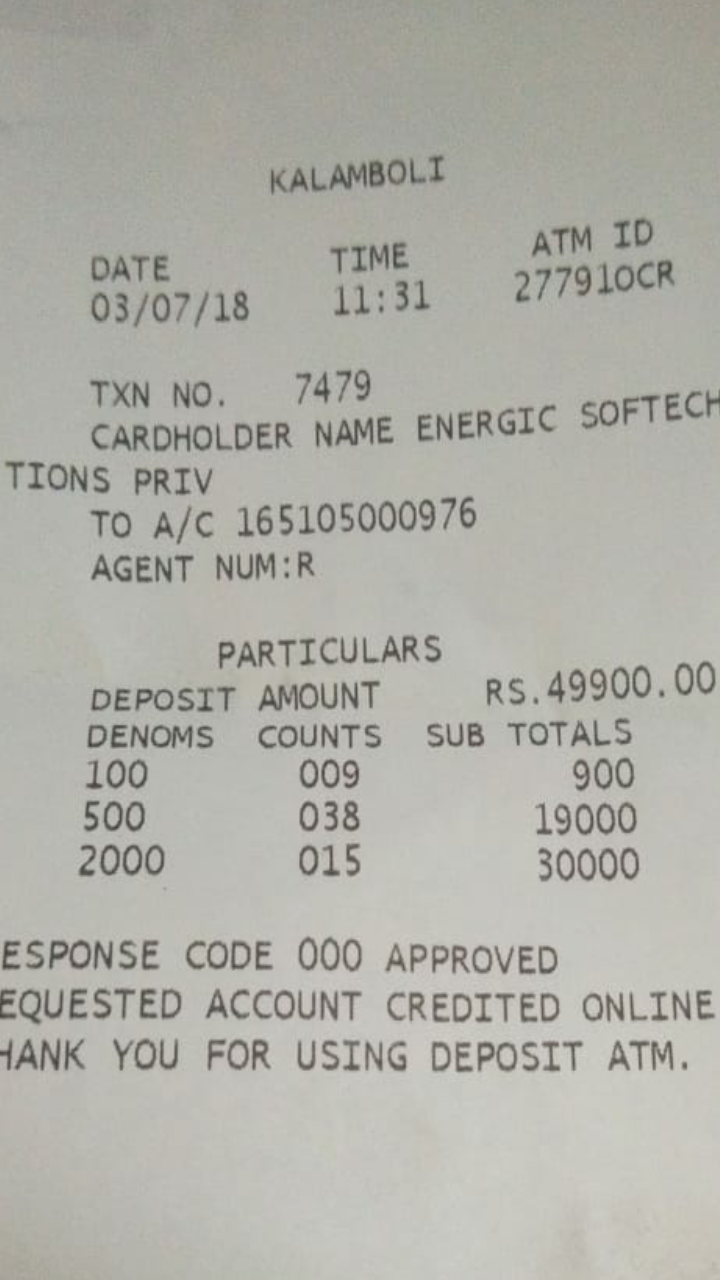 KALAMBOLI
DATE TIME ATM ID
03/07/18 11:31 277910CR
TXN NO. 7479
CARDHOLDER NAME ENERGIC SOFTECH
TIONS PRIV
TO A/C 165105000976
AGENT NUM:R
PARTICULARS
DEPOSIT AMOUNT RS.49900.00
DENOMS COUNTS SUB TOTALS
100 009 900
500 038 19000
2000 015 30000
ESPONSE CODE 000 APPROVED
EQUESTED ACCOUNT CREDITED ONLINE
HANK YOU FOR USING DEPOSIT ATM.